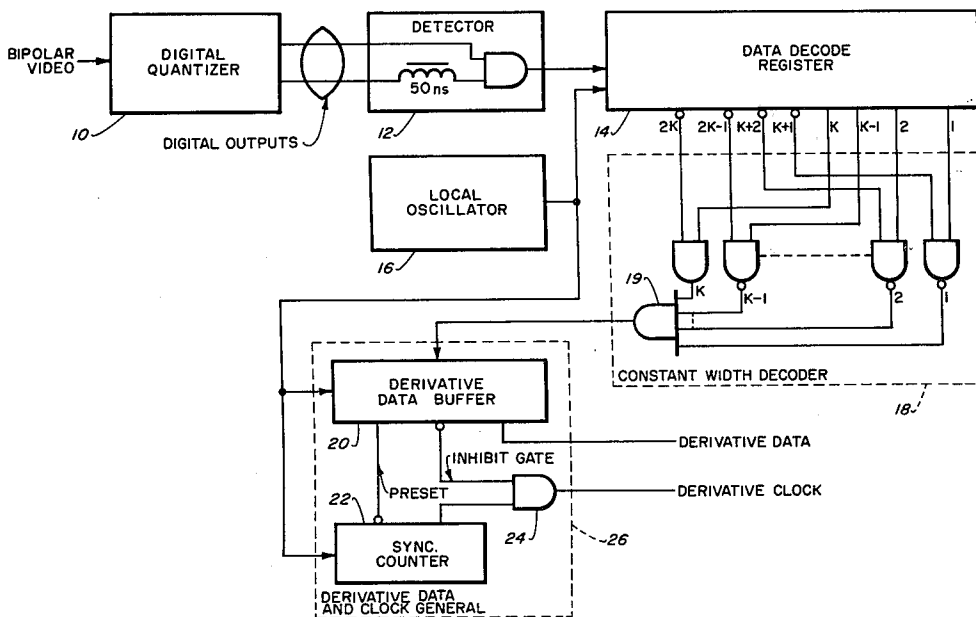 BIPOLAR
VIDEO
DIGITAL
QUANTIZER
10
DIGITAL OUTPUTS
DETECTOR
50 ns
12
DATA DECODE
REGISTER
14
2K
2K-1
K+2
K+1
K
K-1
2
1
LOCAL
OSCILLATOR
16
19
K
K-1
2
1
CONSTANT WIDTH DECODER
18
DERIVATIVE
DATA BUFFER
20
DERIVATIVE DATA
INHIBIT GATE
PRESET
DERIVATIVE CLOCK
22
24
26
SYNC.
COUNTER
DERIVATIVE DATA
AND CLOCK GENERAL